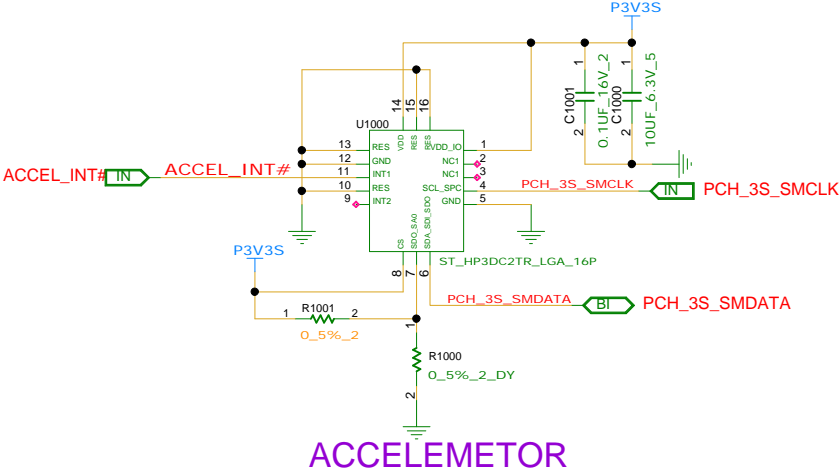 P3V3S
1
1
C1001
0.1UF_16V_2
C1000
10UF_6.3V_5
2
2
14
15
16
U1000
VDD
RES
RES
13
RES
VDD_IO
1
12
GND
NC1
2
11
INT1
NC1
3
10
RES
SCL_SPC
4
9
INT2
GND
5
CS
SDO_SA0
SDA_SDI_SDO
8
7
6
ACCEL_INT#
IN
ACCEL_INT#
PCH_3S_SMCLK
IN
PCH_3S_SMCLK
ST_HP3DC2TR_LGA_16P
P3V3S
PCH_3S_SMDATA
BI
PCH_3S_SMDATA
1
R1001
2
0_5%_2
1
R1000
0_5%_2_DY
2
ACCELEMETOR